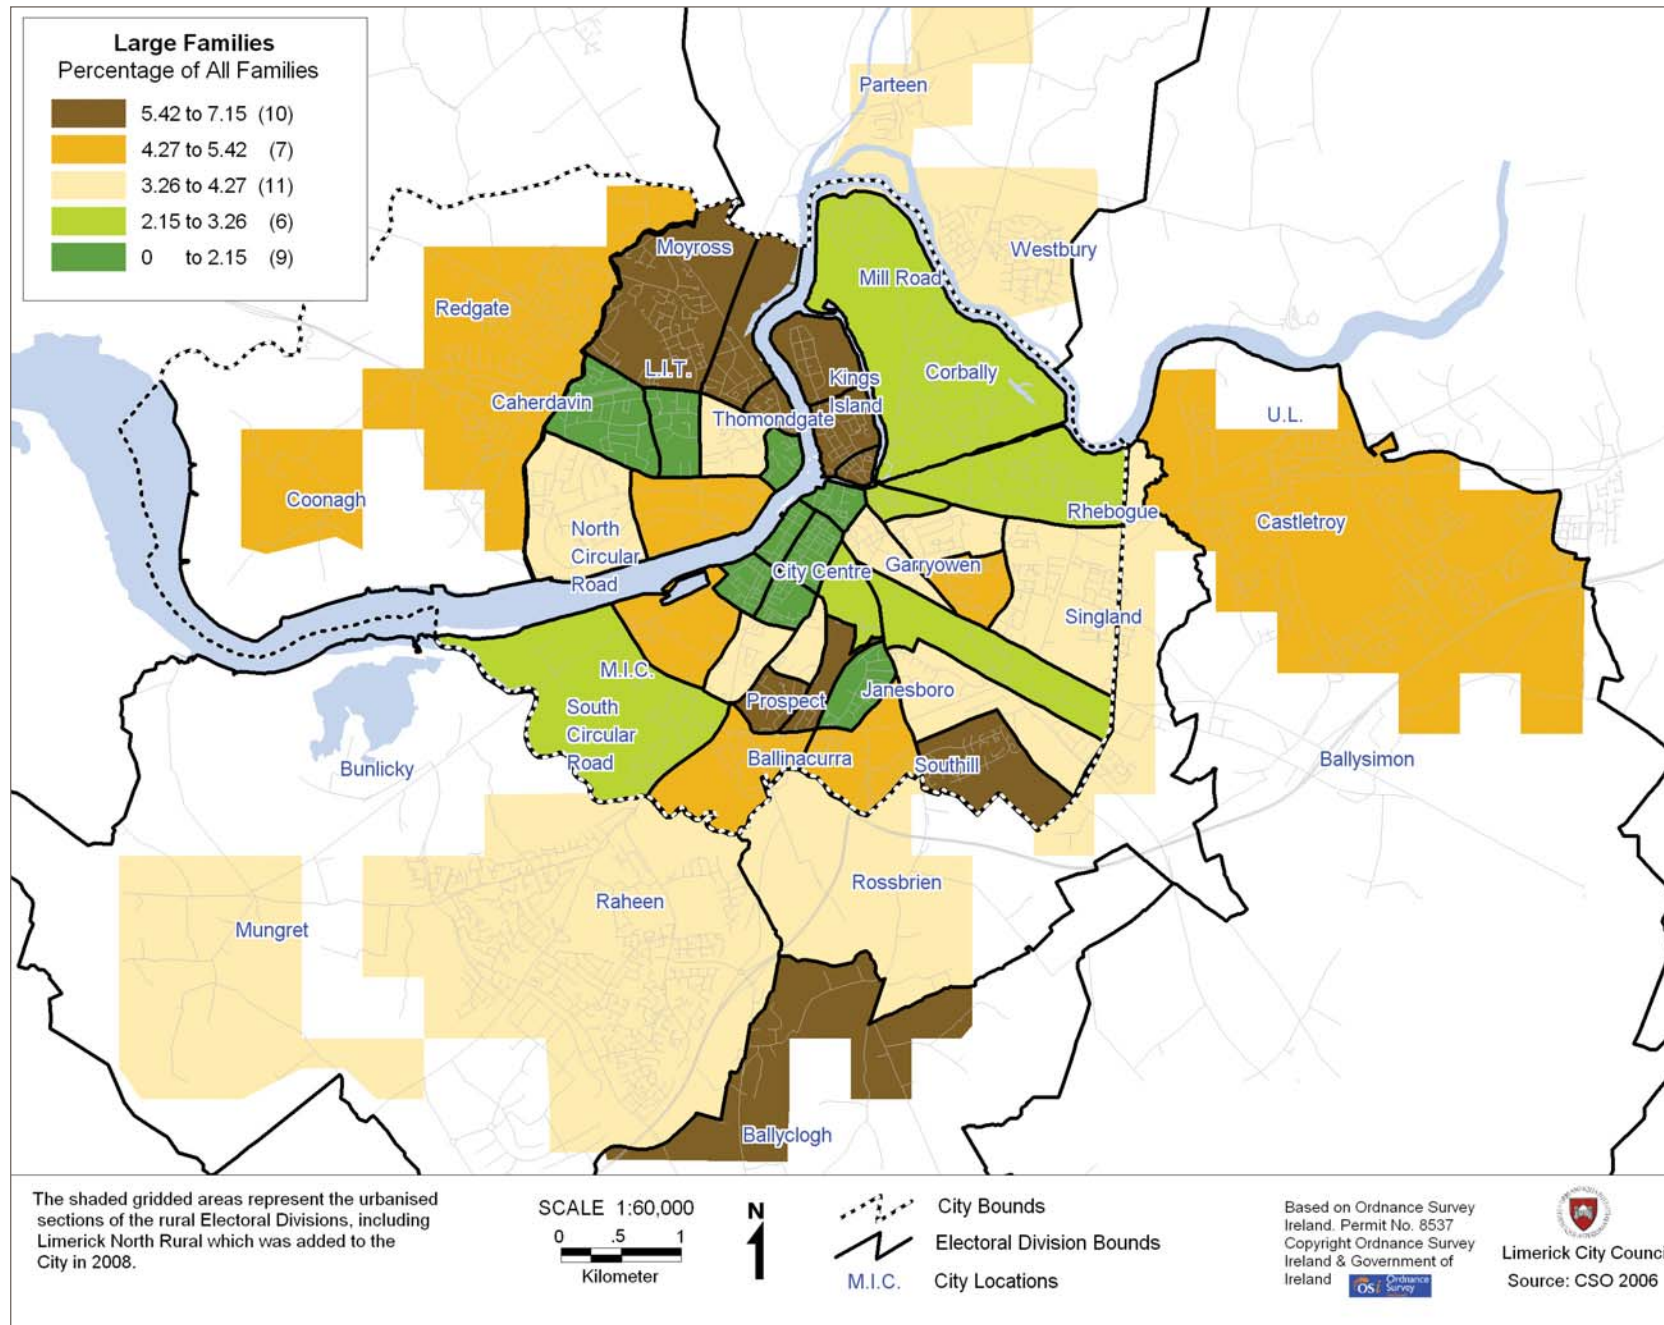 Large Families
Percentage of All Families
5.42 to 7.15 (10)
4.27 to 5.42 (7)
3.26 to 4.27 (11)
2.15 to 3.26 (6)
0 to 2.15 (9)
Parteen
Westbury
Moyross
Mill Road
Redgate
L.I.T.
Kings
Island
Corbally
Caherdavin
Thomondgate
U.L.
Coonagh
North
Circular
Road
Rhebogue
Castletroy
City Centre
Garryowen
Singland
M.I.C.
Prospect
Janesboro
South
Circular
Road
Bunlicky
Ballinacurra
Southill
Ballysimon
Raheen
Rossbrien
Mungret
Ballyclogh
The shaded gridded areas represent the urbanised
sections of the rural Electoral Divisions, including
Limerick North Rural which was added to the
City in 2008.
SCALE 1:60,000
0 .5 1
Kilometer
N
City Bounds
Electoral Division Bounds
M.I.C. City Locations
Based on Ordnance Survey
Ireland. Permit No. 8537
Copyright Ordnance Survey
Ireland & Government of
Ireland
OSi Ordnance
Survey
Limerick City Counci
Source: CSO 2006